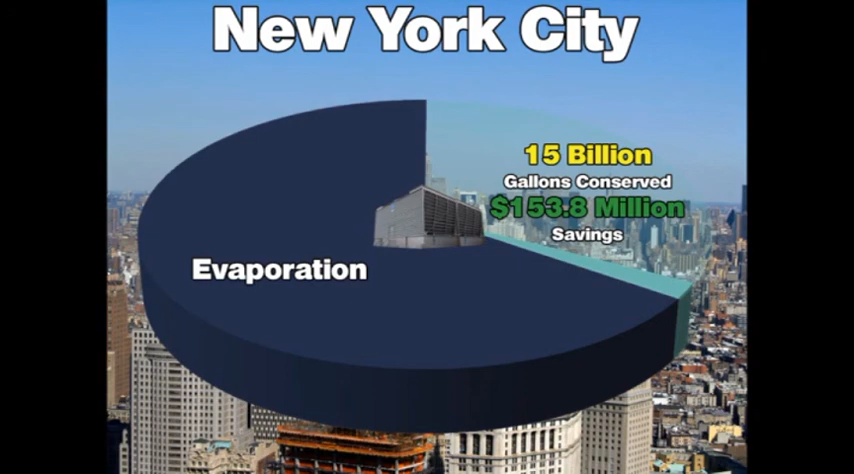 New York City
15 Billion
Gallons Conserved
$153.8 Million
Savings
Evaporation